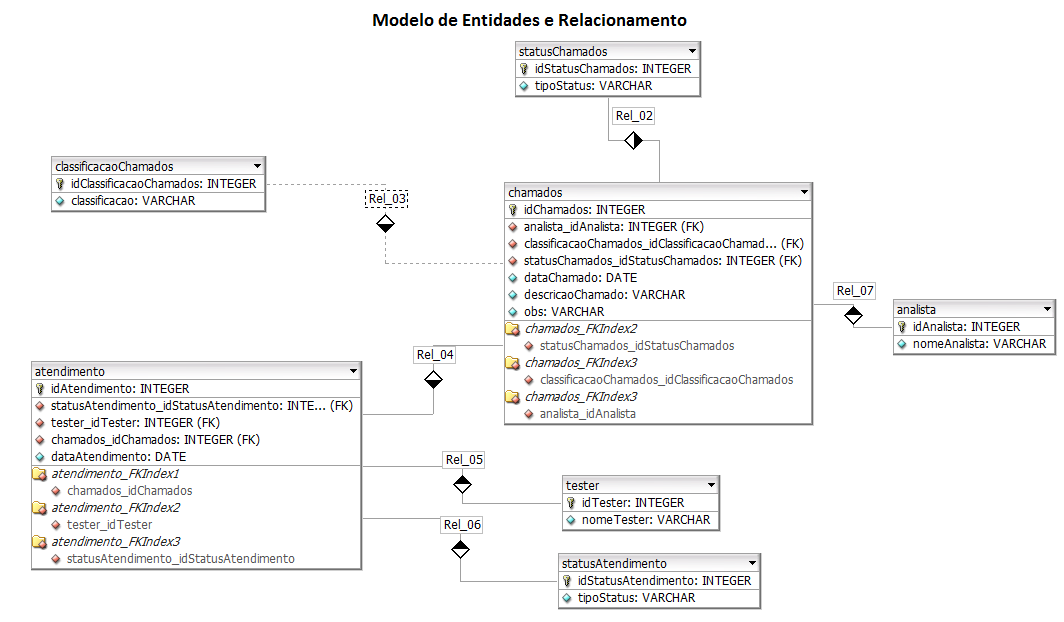 Modelo de Entidades e Relacionamento
statusChamados
idStatusChamados: INTEGER
tipoStatus: VARCHAR
Rel_02
classificacaoChamados
idClassificacaoChamados: INTEGER
classificacao: VARCHAR
Rel_03
chamados
idChamados: INTEGER
analista_idAnalista: INTEGER (FK)
classificacaoChamados_idClassificacaoChamad... (FK)
statusChamados_idStatusChamados: INTEGER (FK)
dataChamado: DATE
descricaoChamado: VARCHAR
obs: VARCHAR
chamados_FKIndex2
statusChamados_idStatusChamados
chamados_FKIndex3
classificacaoChamados_idClassificacaoChamados
chamados_FKIndex3
analista_idAnalista
Rel_07
analista
idAnalista: INTEGER
nomeAnalista: VARCHAR
Rel_04
atendimento
idAtendimento: INTEGER
statusAtendimento_idStatusAtendimento: INTE... (FK)
tester_idTester: INTEGER (FK)
chamados_idChamados: INTEGER (FK)
dataAtendimento: DATE
atendimento_FKIndex1
chamados_idChamados
atendimento_FKIndex2
tester_idTester
atendimento_FKIndex3
statusAtendimento_idStatusAtendimento
Rel_05
tester
idTester: INTEGER
nomeTester: VARCHAR
Rel_06
statusAtendimento
idStatusAtendimento: INTEGER
tipoStatus: VARCHAR